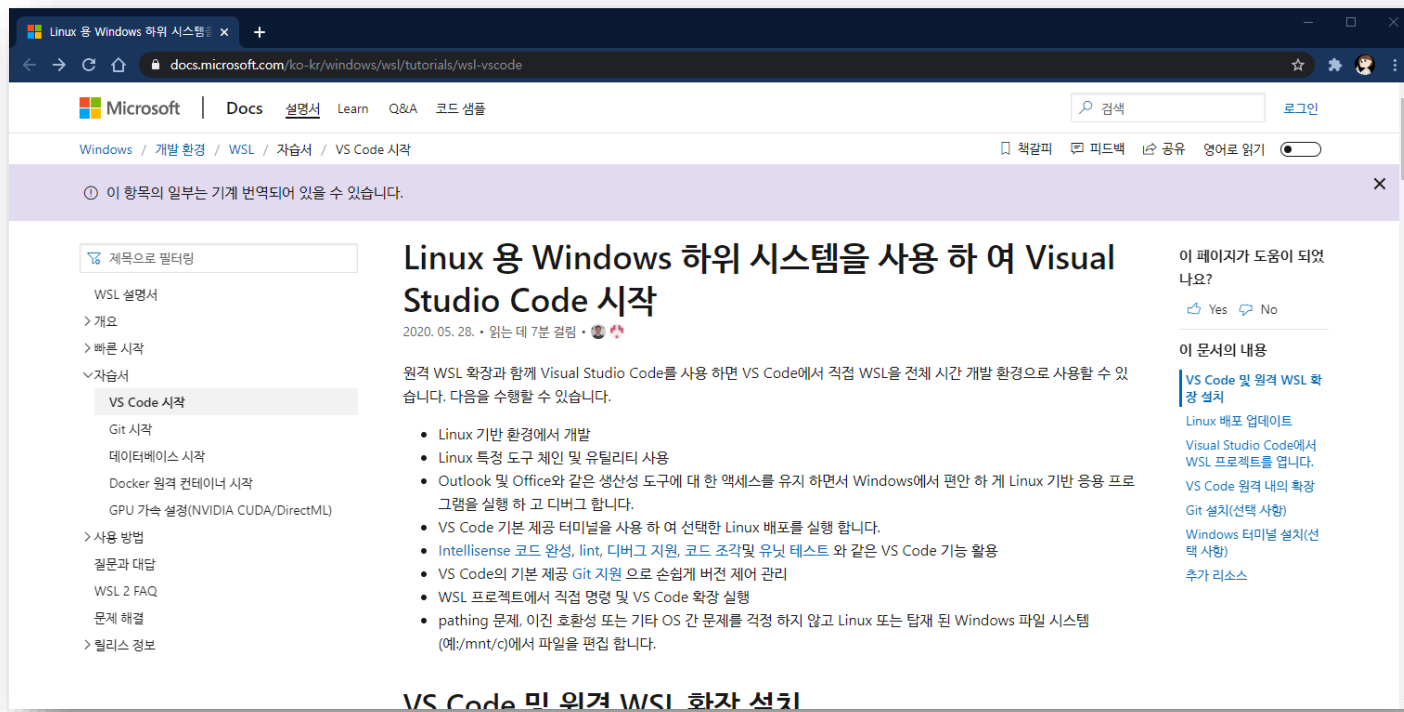 Linux 용 Windows 하위 시스템을
docs.microsoft.com/ko-kr/windows/wsl/tutorials/wsl-vscode
Microsoft Docs 설명서 Learn Q&A 코드 샘플 검색 로그인
Windows / 개발 환경 / WSL / 자습서 / VS Code 시작 책갈피 피드백 공유 영어로 읽기
이 항목의 일부는 기계 번역되어 있을 수 있습니다.
제목으로 필터링
WSL 설명서
개요
빠른 시작
자습서
VS Code 시작
Git 시작
데이터베이스 시작
Docker 원격 컨테이너 시작
GPU 가속 설정(NVIDIA CUDA/DirectML)
사용 방법
질문과 대답
WSL 2 FAQ
문제 해결
릴리스 정보
Linux 용 Windows 하위 시스템을 사용 하 여 Visual
Studio Code 시작
2020. 05. 28. • 읽는 데 7분 걸림 •
원격 WSL 확장과 함께 Visual Studio Code를 사용 하면 VS Code에서 직접 WSL을 전체 시간 개발 환경으로 사용할 수 있
습니다. 다음을 수행할 수 있습니다.
• Linux 기반 환경에서 개발
• Linux 특정 도구 체인 및 유틸리티 사용
• Outlook 및 Office와 같은 생산성 도구에 대 한 액세스를 유지 하면서 Windows에서 편안 하 게 Linux 기반 응용 프로
그램을 실행 하 고 디버그 합니다.
• VS Code 기본 제공 터미널을 사용 하 여 선택한 Linux 배포를 실행 합니다.
• Intellisense 코드 완성, lint, 디버그 지원, 코드 조각및 유닛 테스트 와 같은 VS Code 기능 활용
• VS Code의 기본 제공 Git 지원 으로 손쉽게 버전 제어 관리
• WSL 프로젝트에서 직접 명령 및 VS Code 확장 실행
• pathing 문제, 이진 호환성 또는 기타 OS 간 문제를 걱정 하지 않고 Linux 또는 탑재 된 Windows 파일 시스템
(예:/mnt/c)에서 파일을 편집 합니다.
VS Code 및 원격 WSL 확장 설치
이 페이지가 도움이 되었
나요?
Yes No
이 문서의 내용
VS Code 및 원격 WSL 확
장 설치
Linux 배포 업데이트
Visual Studio Code에서
WSL 프로젝트를 엽니다.
VS Code 원격 내의 확장
Git 설치(선택 사항)
Windows 터미널 설치(선
택 사항)
추가 리소스